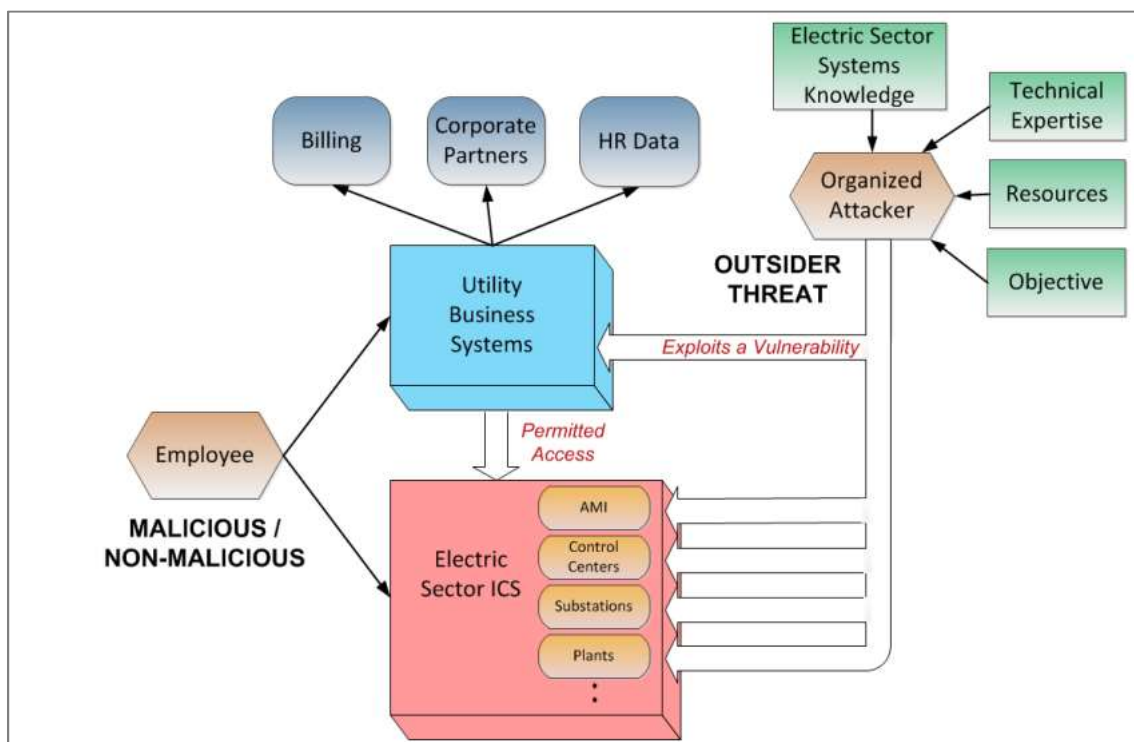 Electric Sector
Systems
Knowledge
Technical
Expertise
Billing
Corporate
Partners
HR Data
Organized
Attacker
Resources
OUTSIDER
THREAT
Objective
Utility
Business
Systems
Exploits a Vulnerability
Permitted
Access
Employee
MALICIOUS /
NON-MALICIOUS
Electric
Sector ICS
AMI
Control
Centers
Substations
Plants